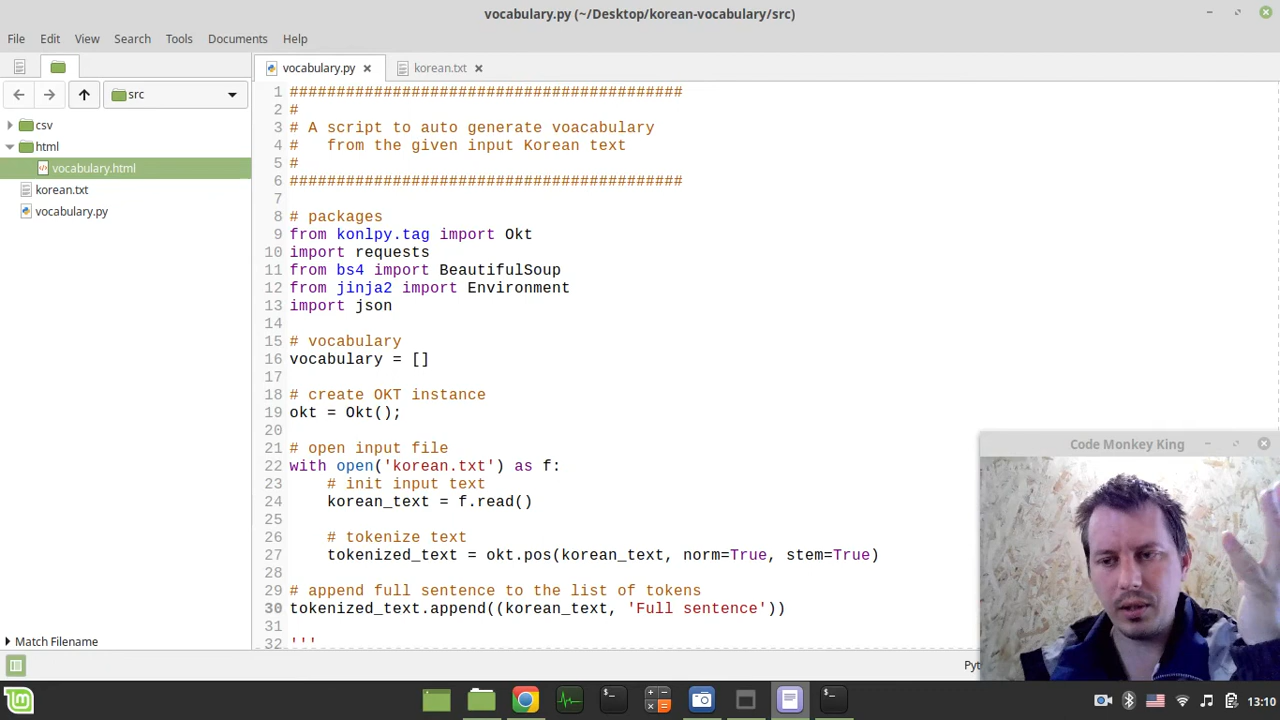 vocabulary.py (~/Desktop/korean-vocabulary/src)
File Edit View Search Tools Documents Help
vocabulary.py
korean.txt
src
csv
html
vocabulary.html
korean.txt
vocabulary.py
Match Filename
1 ##########################################
2 #
3 # A script to auto generate voacabulary
4 #   from the given input Korean text
5 #
6 ##########################################
7
8 # packages
9 from konlpy.tag import Okt
10 import requests
11 from bs4 import BeautifulSoup
12 from jinja2 import Environment
13 import json
14
15 # vocabulary
16 vocabulary = []
17
18 # create OKT instance
19 okt = Okt();
20
21 # open input file
22 with open('korean.txt') as f:
23     # init input text
24     korean_text = f.read()
25
26     # tokenize text
27     tokenized_text = okt.pos(korean_text, norm=True, stem=True)
28
29 # append full sentence to the list of tokens
30 tokenized_text.append((korean_text, 'Full sentence'))
31
32 '''
Code Monkey King
Pyt
13:10